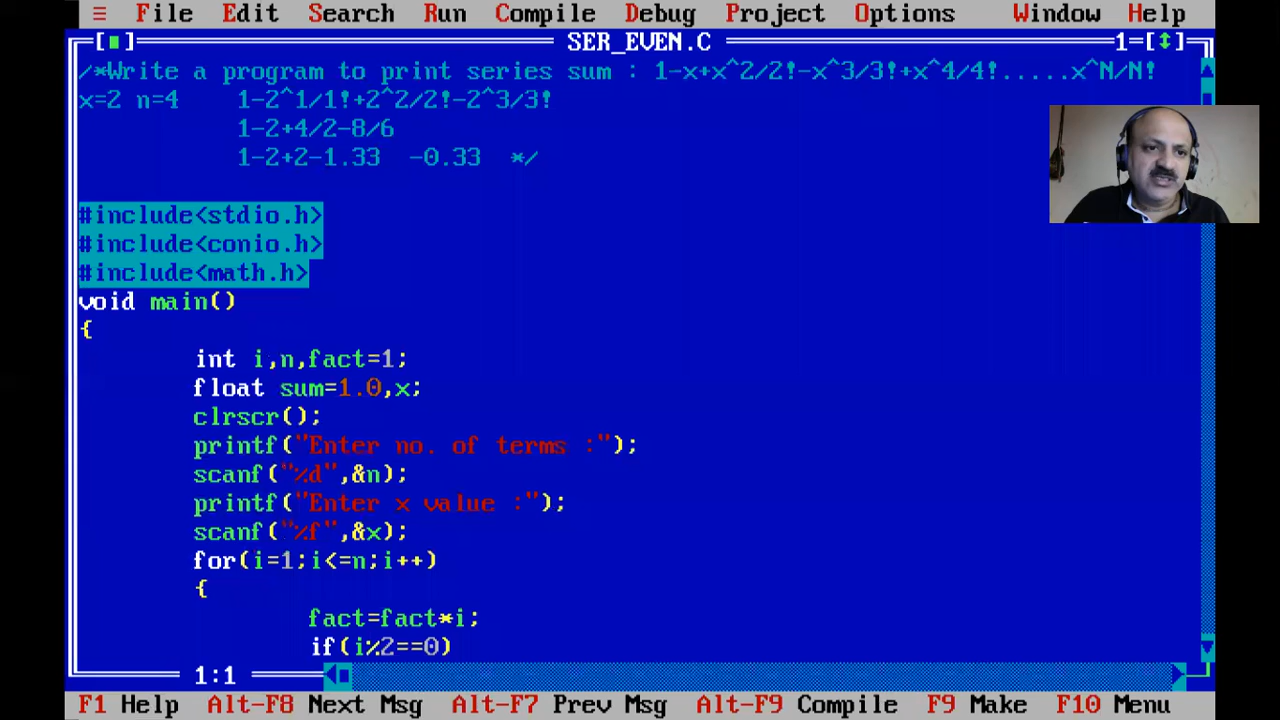 ≡ File Edit Search Run Compile Debug Project Options Window Help
[■] SER_EVEN.C 1=[↕]
/*Write a program to print series sum : 1-x+x^2/2!-x^3/3!+x^4/4!.....x^N/N!
x=2 n=4 1-2^1/1!+2^2/2!-2^3/3!
1-2+4/2-8/6
1-2+2-1.33 -0.33 */
#include<stdio.h>
#include<conio.h>
#include<math.h>
void main()
{
int i,n,fact=1;
float sum=1.0,x;
clrscr();
printf("Enter no. of terms :");
scanf("%d",&n);
printf("Enter x value :");
scanf("%f",&x);
for(i=1;i<=n;i++)
{
fact=fact*i;
if(i%2==0)
1:1
F1 Help Alt-F8 Next Msg Alt-F7 Prev Msg Alt-F9 Compile F9 Make F10 Menu